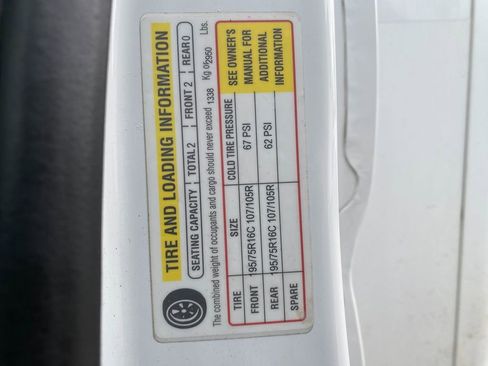 TIRE AND LOADING INFORMATION
SEATING CAPACITY TOTAL 2 FRONT 2 REAR 0
The combined weight of occupants and cargo should never exceed 1338 Kg or 2950 Lbs.
TIRE SIZE COLD TIRE PRESSURE SEE OWNER'S
MANUAL FOR
ADDITIONAL
INFORMATION
FRONT 195/75R16C 107/105R 67 PSI
REAR 195/75R16C 107/105R 62 PSI
SPARE